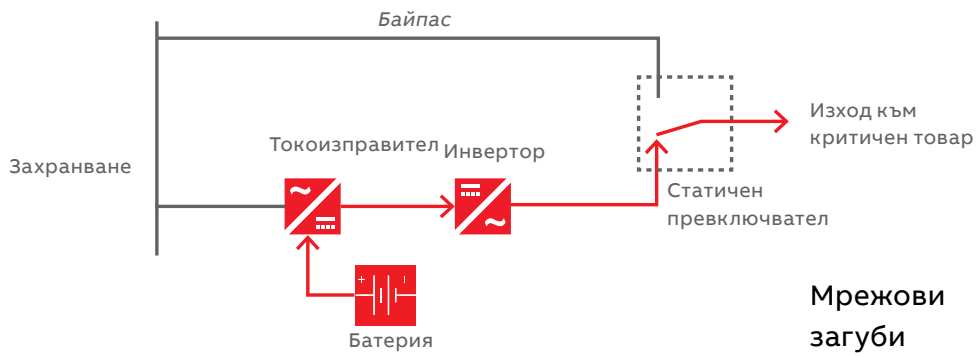 Байпас
Изход към
критичен товар
Токоизправител
Инвертор
Захранване
Статичен
превключвател
Батерия
Мрежови
загуби